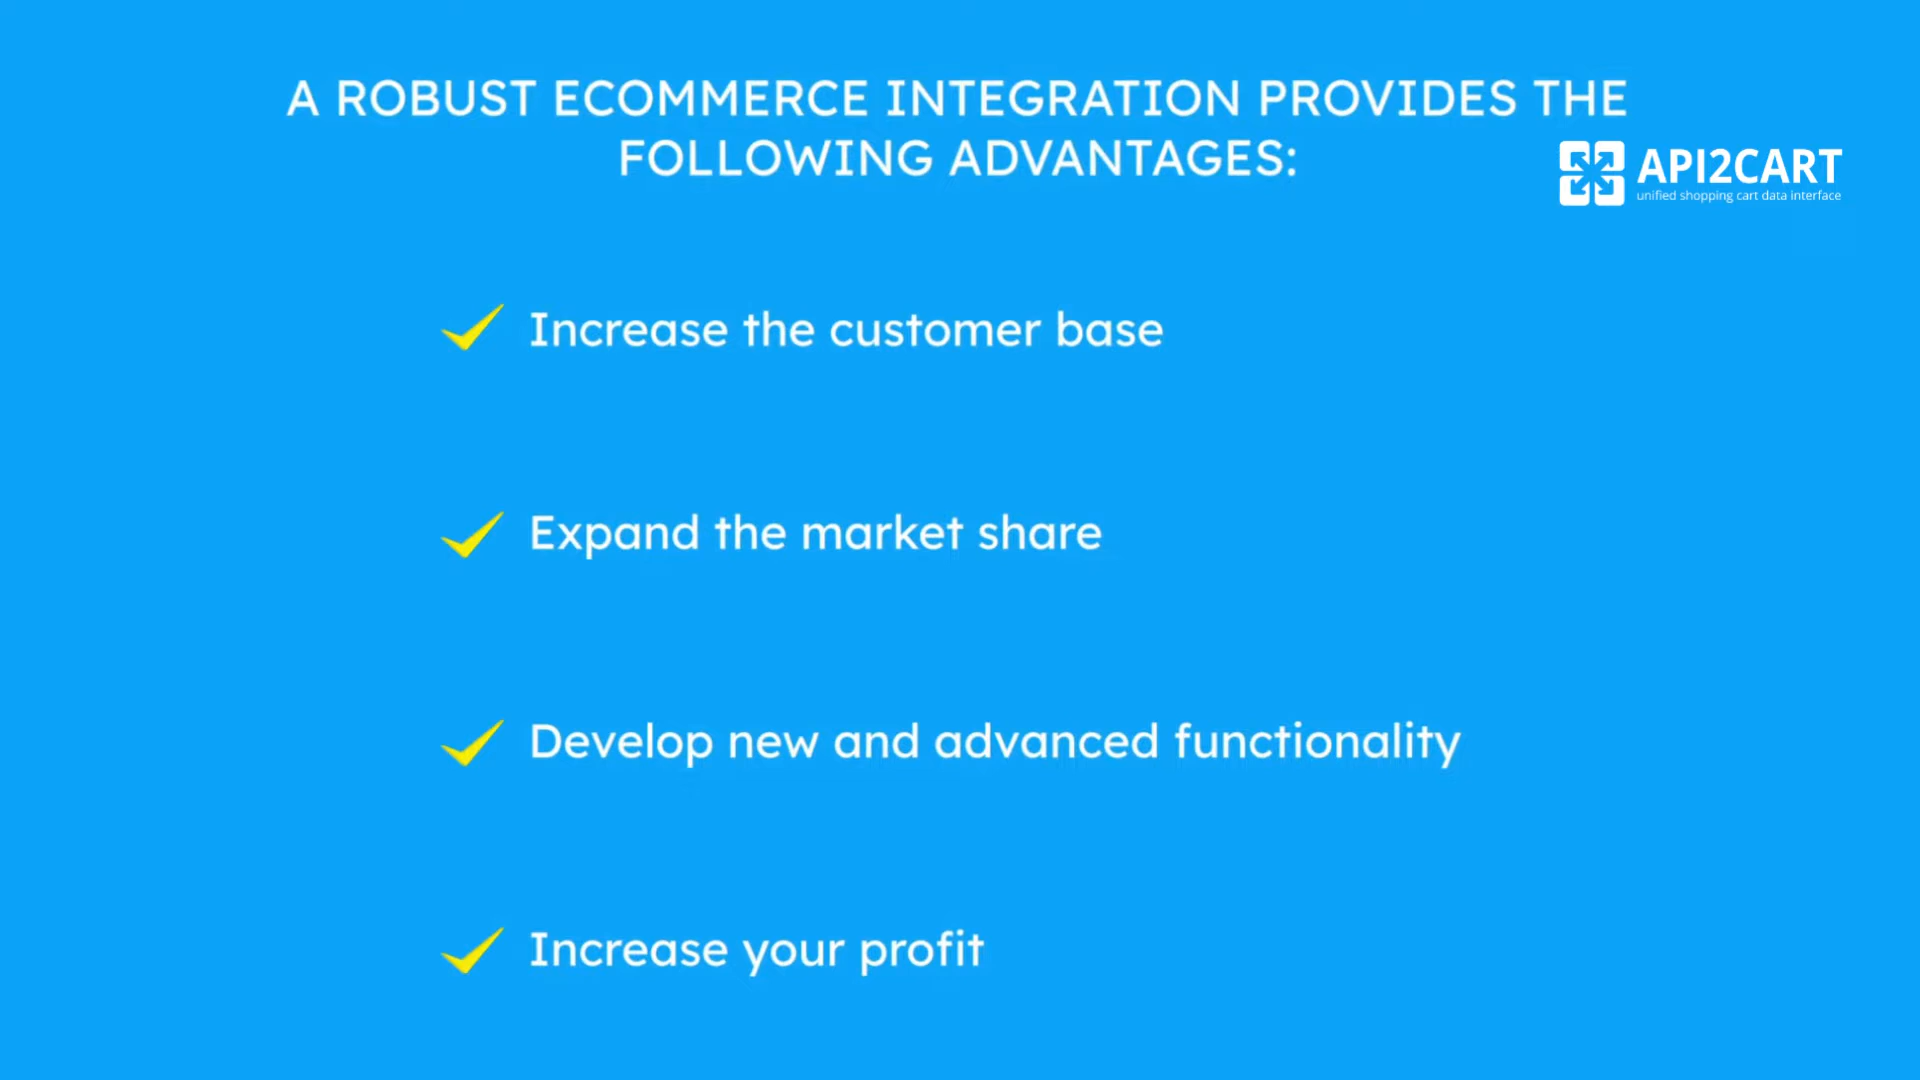 A ROBUST ECOMMERCE INTEGRATION PROVIDES THE
FOLLOWING ADVANTAGES:
API2CART
unified shopping cart data interface
Increase the customer base
Expand the market share
Develop new and advanced functionality
Increase your profit